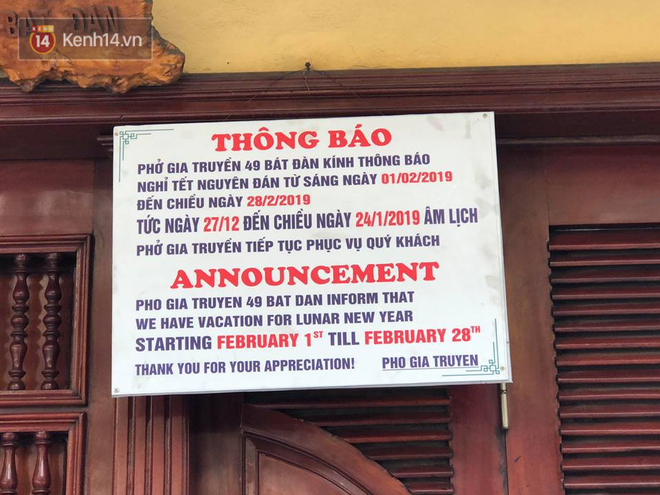 BÁT ĐÀN
KENH 14 Kenh14.vn
THÔNG BÁO
PHỞ GIA TRUYỀN 49 BÁT ĐÀN KÍNH THÔNG BÁO
NGHỈ TẾT NGUYÊN ĐÁN TỪ SÁNG NGÀY 01/02/2019
ĐẾN CHIỀU NGÀY 28/2/2019
TỨC NGÀY 27/12 ĐẾN CHIỀU NGÀY 24/1/2019 ÂM LỊCH
PHỞ GIA TRUYỀN TIẾP TỤC PHỤC VỤ QUÝ KHÁCH
ANNOUNCEMENT
PHO GIA TRUYEN 49 BAT DAN INFORM THAT
WE HAVE VACATION FOR LUNAR NEW YEAR
STARTING FEBRUARY 1ST TILL FEBRUARY 28TH
THANK YOU FOR YOUR APPRECIATION! PHO GIA TRUYEN